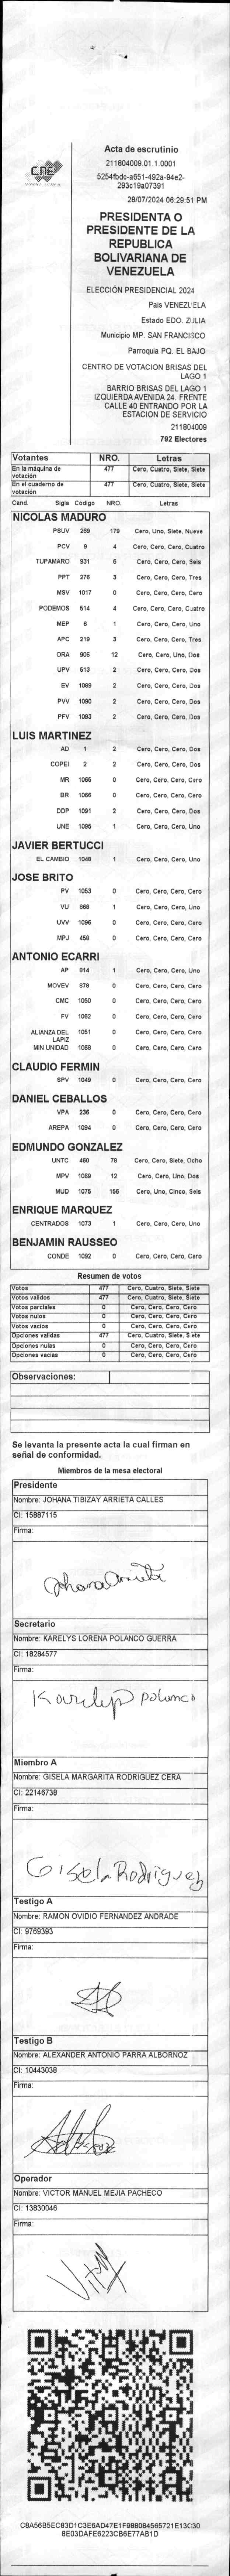 CNE
Acta de escrutinio
211804009.01.1.0001
5254fbdc-a651-492a-94e2-
293c19a07391
28/07/2024 06:29:51 PM
PRESIDENTA O
PRESIDENTE DE LA
REPUBLICA
BOLIVARIANA DE
VENEZUELA
ELECCIÓN PRESIDENCIAL 2024
Pais VENEZUELA
Estado EDO. ZULIA
Municipio MP. SAN FRANCISCO
Parroquia PQ. EL BAJO
CENTRO DE VOTACION BRISAS DEL
LAGO 1
BARRIO BRISAS DEL LAGO 1
IZQUIERDA AVENIDA 24. FRENTE
CALLE 40 ENTRANDO POR LA
ESTACION DE SERVICIO
211804009
792 Electores
Votantes NRO. Letras
En la máquina de votación 477 Cero, Cuatro, Siete, Siete
En el cuaderno de votación 477 Cero, Cuatro, Siete, Siete
Cand. Sigla Código NRO. Letras
NICOLAS MADURO
PSUV 269 179 Cero, Uno, Siete, Nueve
PCV 9 4 Cero, Cero, Cero, Cuatro
TUPAMARO 931 6 Cero, Cero, Cero, Seis
PPT 276 3 Cero, Cero, Cero, Tres
MSV 1017 0 Cero, Cero, Cero, Cero
PODEMOS 514 4 Cero, Cero, Cero, Cuatro
MEP 6 1 Cero, Cero, Cero, Uno
APC 219 3 Cero, Cero, Cero, Tres
ORA 906 12 Cero, Cero, Uno, Dos
UPV 513 2 Cero, Cero, Cero, Dos
EV 1089 2 Cero, Cero, Cero, Dos
PVV 1090 2 Cero, Cero, Cero, Dos
PFV 1093 2 Cero, Cero, Cero, Dos
LUIS MARTINEZ
AD 1 2 Cero, Cero, Cero, Dos
COPEI 2 2 Cero, Cero, Cero, Dos
MR 1065 0 Cero, Cero, Cero, Cero
BR 1066 0 Cero, Cero, Cero, Cero
DDP 1091 2 Cero, Cero, Cero, Dos
UNE 1095 1 Cero, Cero, Cero, Uno
JAVIER BERTUCCI
EL CAMBIO 1048 1 Cero, Cero, Cero, Uno
JOSE BRITO
PV 1053 0 Cero, Cero, Cero, Cero
VU 868 1 Cero, Cero, Cero, Uno
UVV 1096 0 Cero, Cero, Cero, Cero
MPJ 458 0 Cero, Cero, Cero, Cero
ANTONIO ECARRI
AP 814 1 Cero, Cero, Cero, Uno
MOVEV 878 0 Cero, Cero, Cero, Cero
CMC 1050 0 Cero, Cero, Cero, Cero
FV 1062 0 Cero, Cero, Cero, Cero
ALIANZA DEL LAPIZ 1051 0 Cero, Cero, Cero, Cero
MIN UNIDAD 1068 0 Cero, Cero, Cero, Cero
CLAUDIO FERMIN
SPV 1049 0 Cero, Cero, Cero, Cero
DANIEL CEBALLOS
VPA 236 0 Cero, Cero, Cero, Cero
AREPA 1094 0 Cero, Cero, Cero, Cero
EDMUNDO GONZALEZ
UNTC 460 78 Cero, Cero, Siete, Ocho
MPV 1069 12 Cero, Cero, Uno, Dos
MUD 1075 156 Cero, Uno, Cinco, Seis
ENRIQUE MARQUEZ
CENTRADOS 1073 1 Cero, Cero, Cero, Uno
BENJAMIN RAUSSEO
CONDE 1092 0 Cero, Cero, Cero, Cero
Resumen de votos
Votos 477 Cero, Cuatro, Siete, Siete
Votos validos 477 Cero, Cuatro, Siete, Siete
Votos parciales 0 Cero, Cero, Cero, Cero
Votos nulos 0 Cero, Cero, Cero, Cero
Votos vacios 0 Cero, Cero, Cero, Cero
Opciones validas 477 Cero, Cuatro, Siete, Siete
Opciones nulas 0 Cero, Cero, Cero, Cero
Opciones vacias 0 Cero, Cero, Cero, Cero
Observaciones:
Se levanta la presente acta la cual firman en
señal de conformidad.
Miembros de la mesa electoral
Presidente
Nombre: JOHANA TIBIZAY ARRIETA CALLES
CI: 15887115
Firma:
Johana Arrieta
Secretario
Nombre: KARELYS LORENA POLANCO GUERRA
CI: 18284577
Firma:
Karelys polanco
Miembro A
Nombre: GISELA MARGARITA RODRIGUEZ CERA
CI: 22146738
Firma:
Gisela Rodriguez
Testigo A
Nombre: RAMON OVIDIO FERNANDEZ ANDRADE
CI: 9769393
Firma:
Testigo B
Nombre: ALEXANDER ANTONIO PARRA ALBORNOZ
CI: 10443038
Firma:
Operador
Nombre: VICTOR MANUEL MEJIA PACHECO
CI: 13830046
Firma:
C8A56B5EC83D1C3E6AD47E1F9880B4565721E13C30
8E03DAFE6223CB6E77AB1D